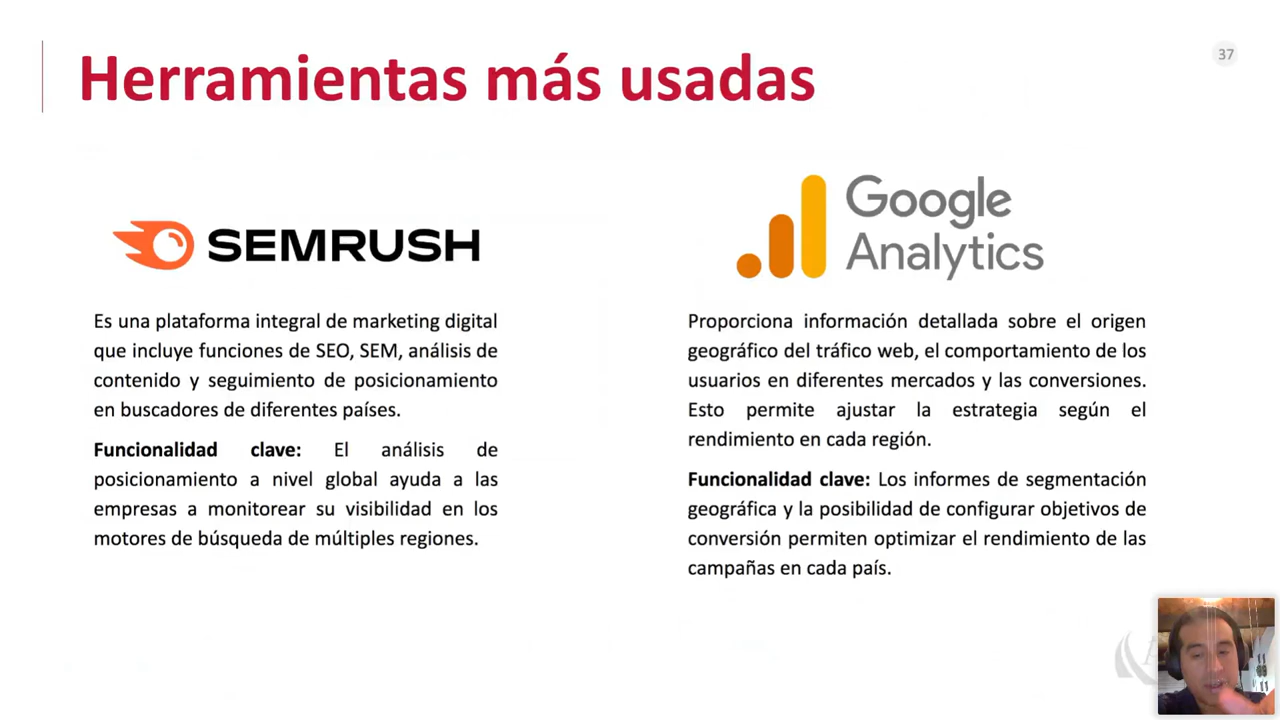 Herramientas más usadas
37
SEMRUSH
Es una plataforma integral de marketing digital
que incluye funciones de SEO, SEM, análisis de
contenido y seguimiento de posicionamiento
en buscadores de diferentes países.
Funcionalidad clave: El análisis de
posicionamiento a nivel global ayuda a las
empresas a monitorear su visibilidad en los
motores de búsqueda de múltiples regiones.
Google
Analytics
Proporciona información detallada sobre el origen
geográfico del tráfico web, el comportamiento de los
usuarios en diferentes mercados y las conversiones.
Esto permite ajustar la estrategia según el
rendimiento en cada región.
Funcionalidad clave: Los informes de segmentación
geográfica y la posibilidad de configurar objetivos de
conversión permiten optimizar el rendimiento de las
campañas en cada país.